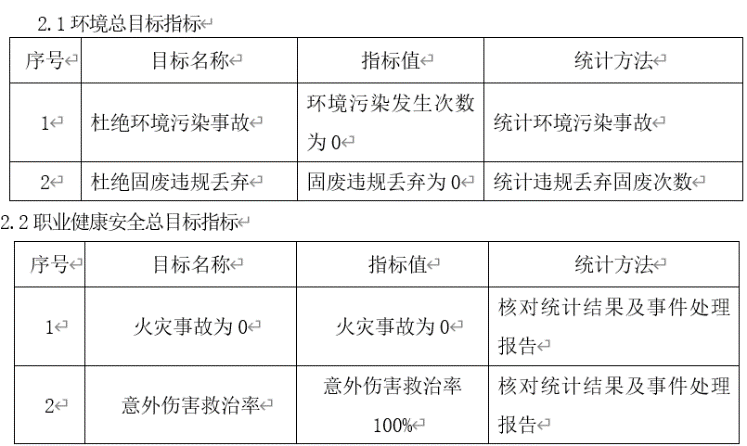 2.1 环境总目标指标
序号 目标名称 指标值 统计方法
1 杜绝环境污染事故 环境污染发生次数为 0 统计环境污染事故
2 杜绝固废违规丢弃 固废违规丢弃为 0 统计违规丢弃固废次数
2.2 职业健康安全总目标指标
序号 目标名称 指标值 统计方法
1 火灾事故为 0 火灾事故为 0 核对统计结果及事件处理报告
2 意外伤害救治率 意外伤害救治率 100% 核对统计结果及事件处理报告